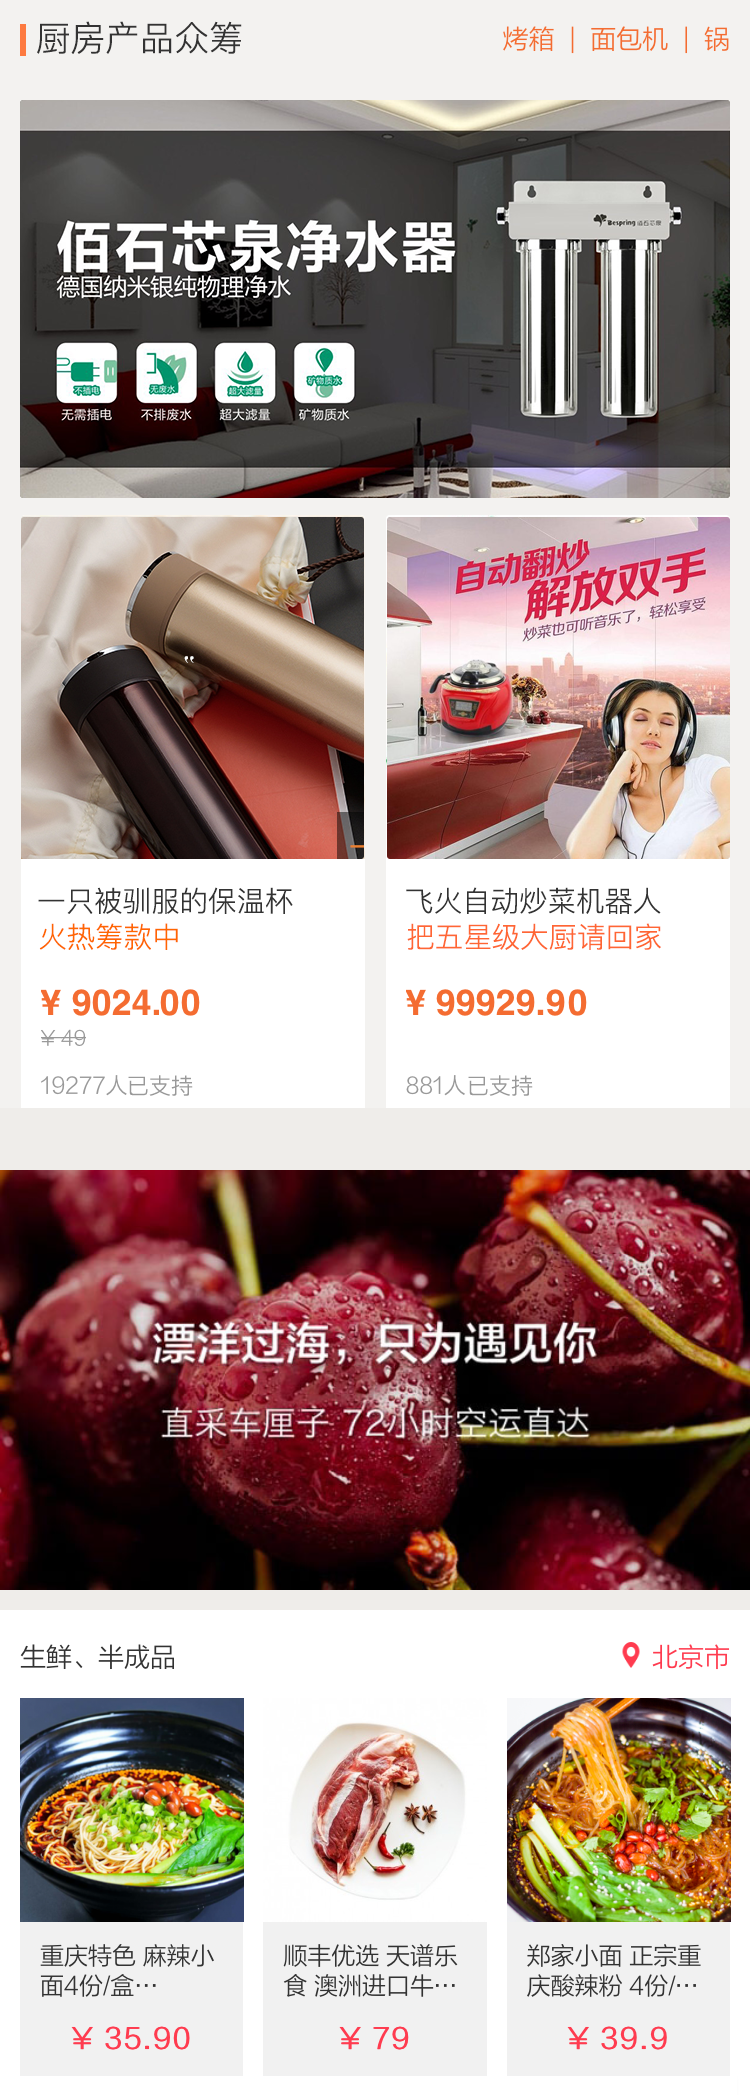 厨房产品众筹
烤箱 | 面包机 | 锅
Bespring 佰石芯泉
佰石芯泉净水器
德国纳米银纯物理净水
不插电 无废水 超大滤量 矿物质水
无需插电 不排废水 超大滤量 矿物质水
自动翻炒
解放双手
炒菜也可听音乐了，轻松享受
一只被驯服的保温杯
火热筹款中
¥ 9024.00
¥ 49
19277人已支持
飞火自动炒菜机器人
把五星级大厨请回家
¥ 99929.90
881人已支持
漂洋过海，只为遇见你
直采车厘子 72小时空运直达
生鲜、半成品
北京市
重庆特色 麻辣小
面4份/盒…
¥ 35.90
顺丰优选 天谱乐
食 澳洲进口牛…
¥ 79
郑家小面 正宗重
庆酸辣粉 4份/…
¥ 39.9